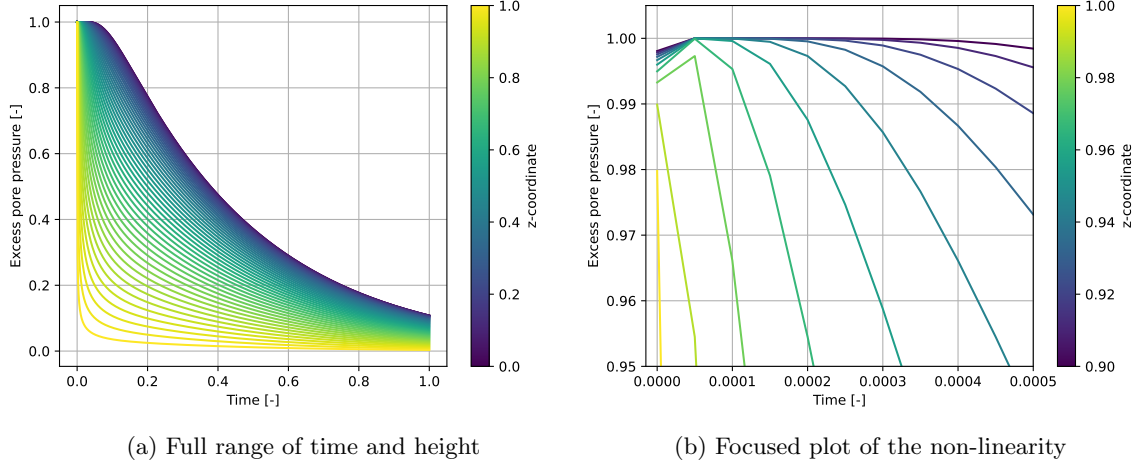 1.0
0.8
0.6
0.4
0.2
0.0
Excess pore pressure [-]
0.0 0.2 0.4 0.6 0.8 1.0
Time [-]
1.0
0.8
0.6
0.4
0.2
0.0
z-coordinate
(a) Full range of time and height
1.00
0.99
0.98
0.97
0.96
0.95
Excess pore pressure [-]
0.0000 0.0001 0.0002 0.0003 0.0004 0.0005
Time [-]
1.00
0.98
0.96
0.94
0.92
0.90
z-coordinate
(b) Focused plot of the non-linearity